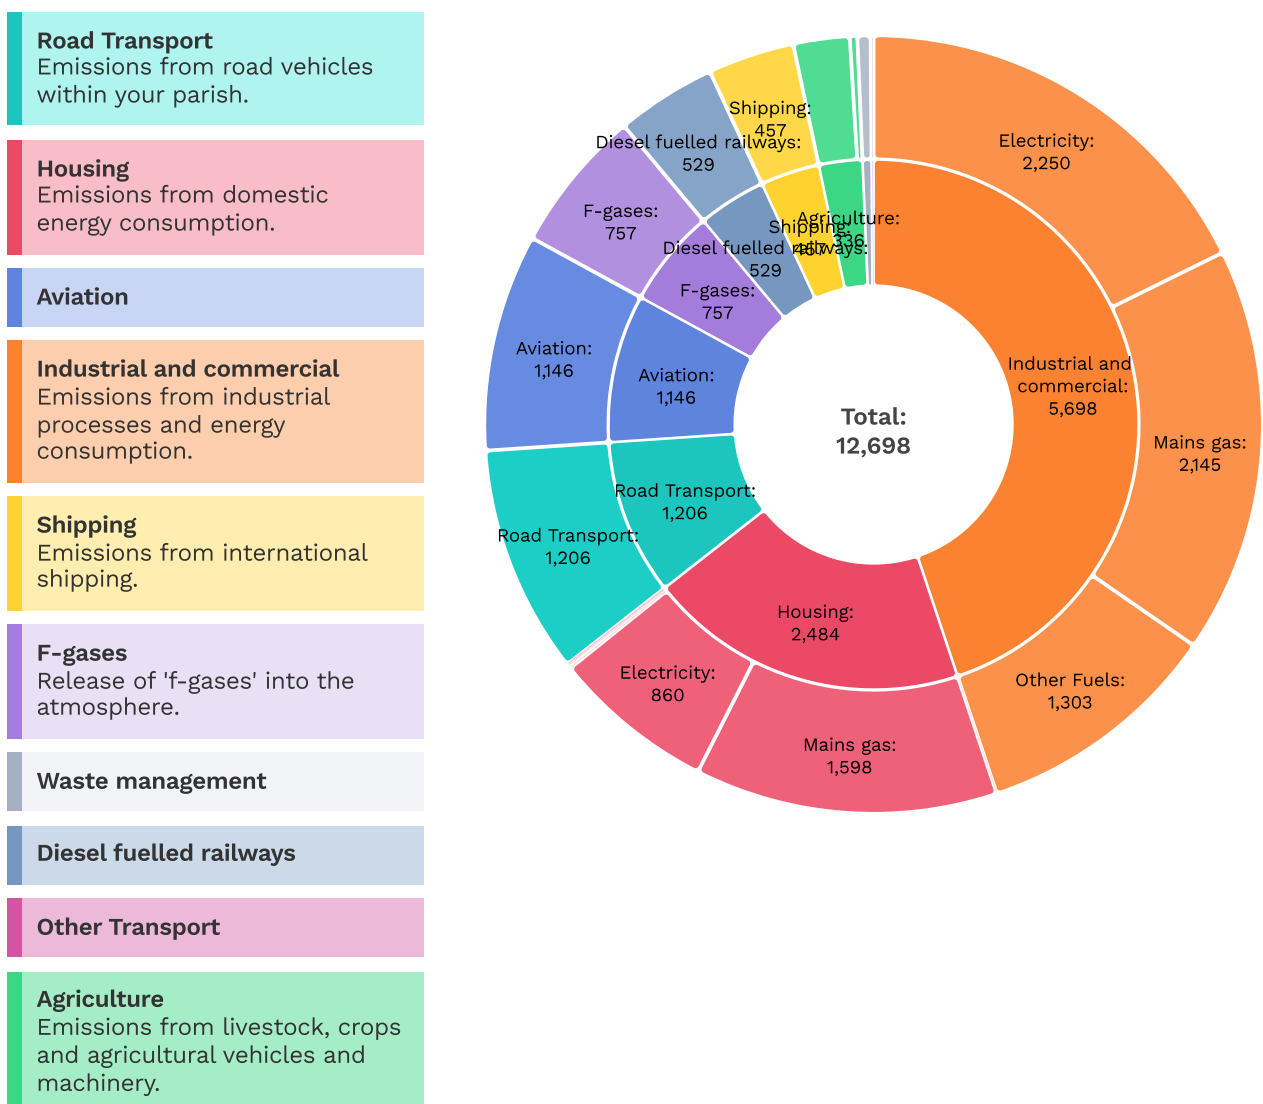 Road Transport
Emissions from road vehicles
within your parish.
Housing
Emissions from domestic
energy consumption.
Aviation
Industrial and commercial
Emissions from industrial
processes and energy
consumption.
Shipping
Emissions from international
shipping.
F-gases
Release of 'f-gases' into the
atmosphere.
Waste management
Diesel fuelled railways
Other Transport
Agriculture
Emissions from livestock, crops
and agricultural vehicles and
machinery.
Shipping:
457
Diesel fuelled railways:
529
F-gases:
757
Aviation:
1,146
Road Transport:
1,206
Electricity:
860
Mains gas:
1,598
Other Fuels:
1,303
Mains gas:
2,145
Electricity:
2,250
Agriculture:
336
Shipping:
457
Diesel fuelled railways:
529
F-gases:
757
Aviation:
1,146
Road Transport:
1,206
Housing:
2,484
Industrial and
commercial:
5,698
Total:
12,698